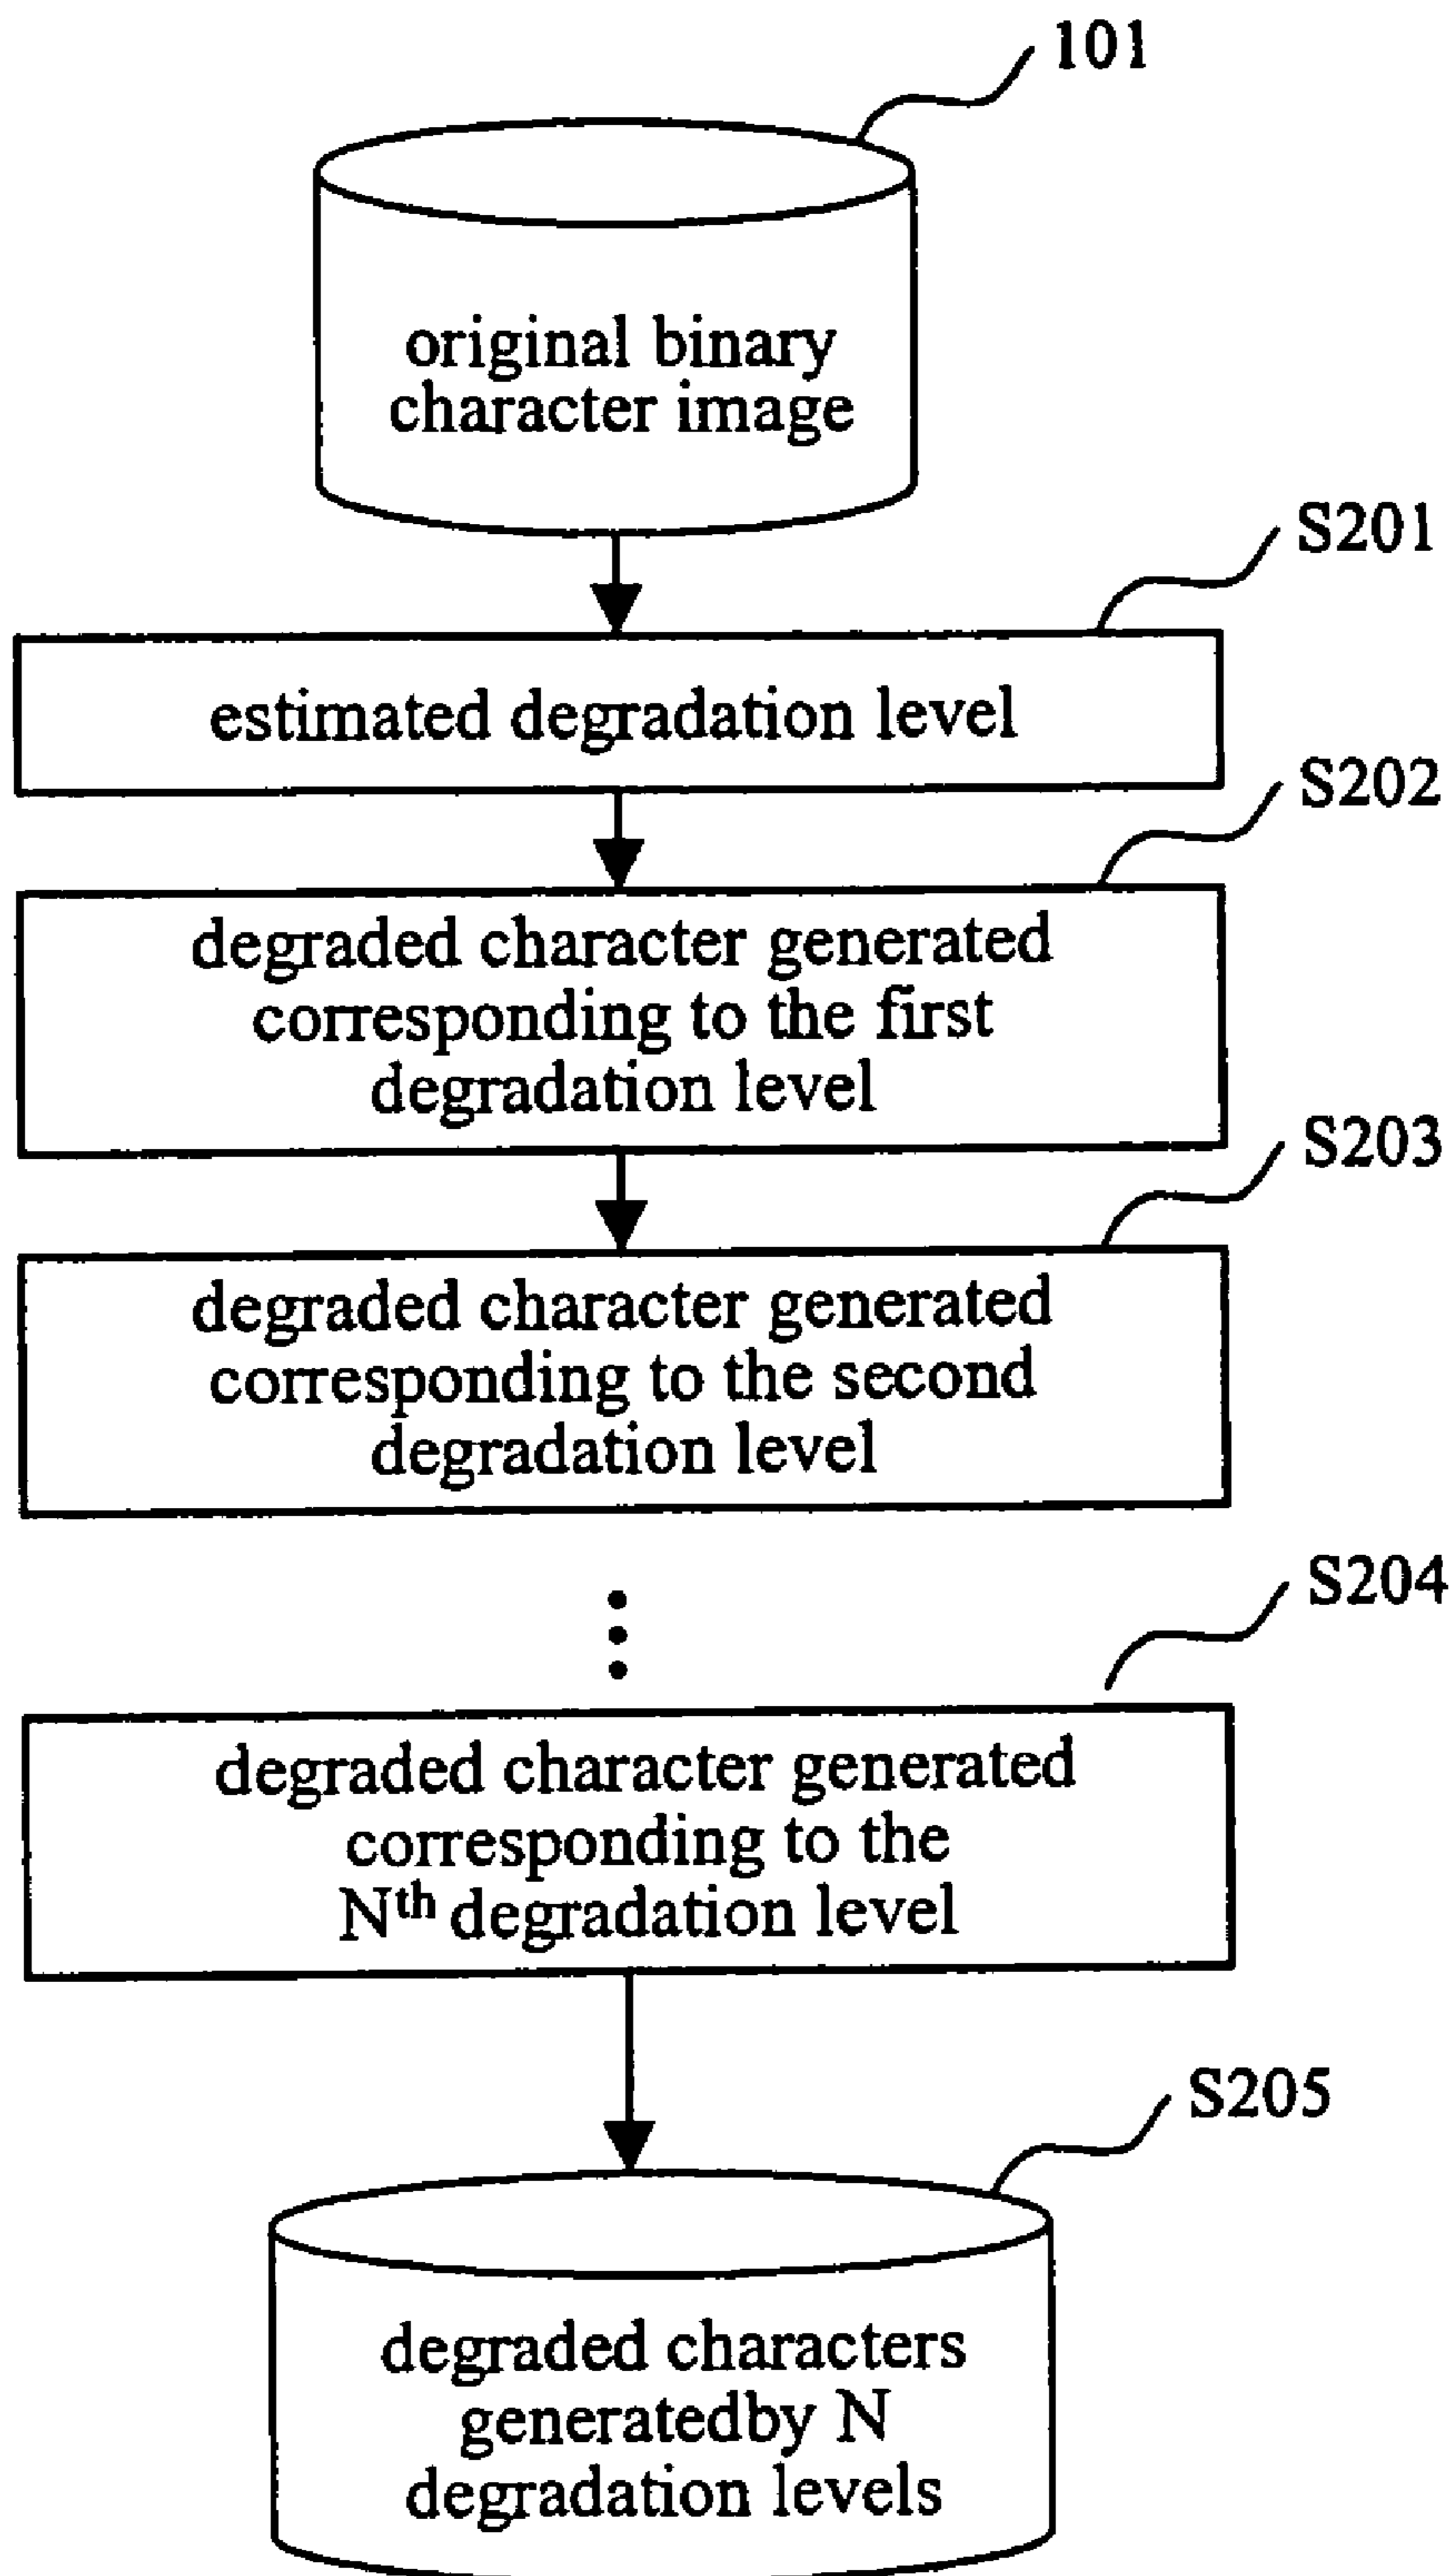 101
original binary
character image
S201
estimated degradation level
S202
degraded character generated
corresponding to the first
degradation level
S203
degraded character generated
corresponding to the second
degradation level
S204
degraded character generated
corresponding to the
Nth degradation level
S205
degraded characters
generatedby N
degradation levels